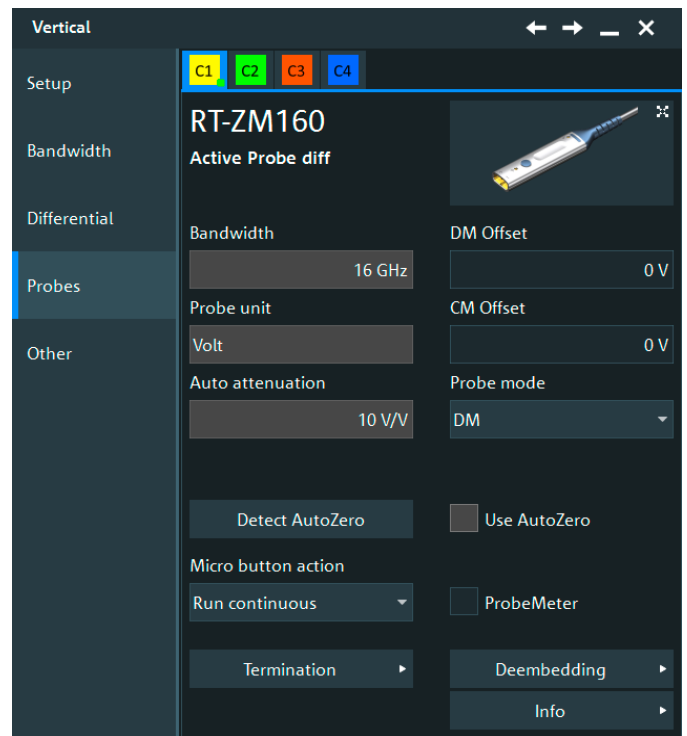 Vertical
Setup
Bandwidth
Differential
Probes
Other
C1 C2 C3 C4
RT-ZM160
Active Probe diff
Bandwidth
16 GHz
DM Offset
0 V
Probe unit
Volt
CM Offset
0 V
Auto attenuation
10 V/V
Probe mode
DM
Detect AutoZero
Use AutoZero
Micro button action
Run continuous
ProbeMeter
Termination
Deembedding
Info